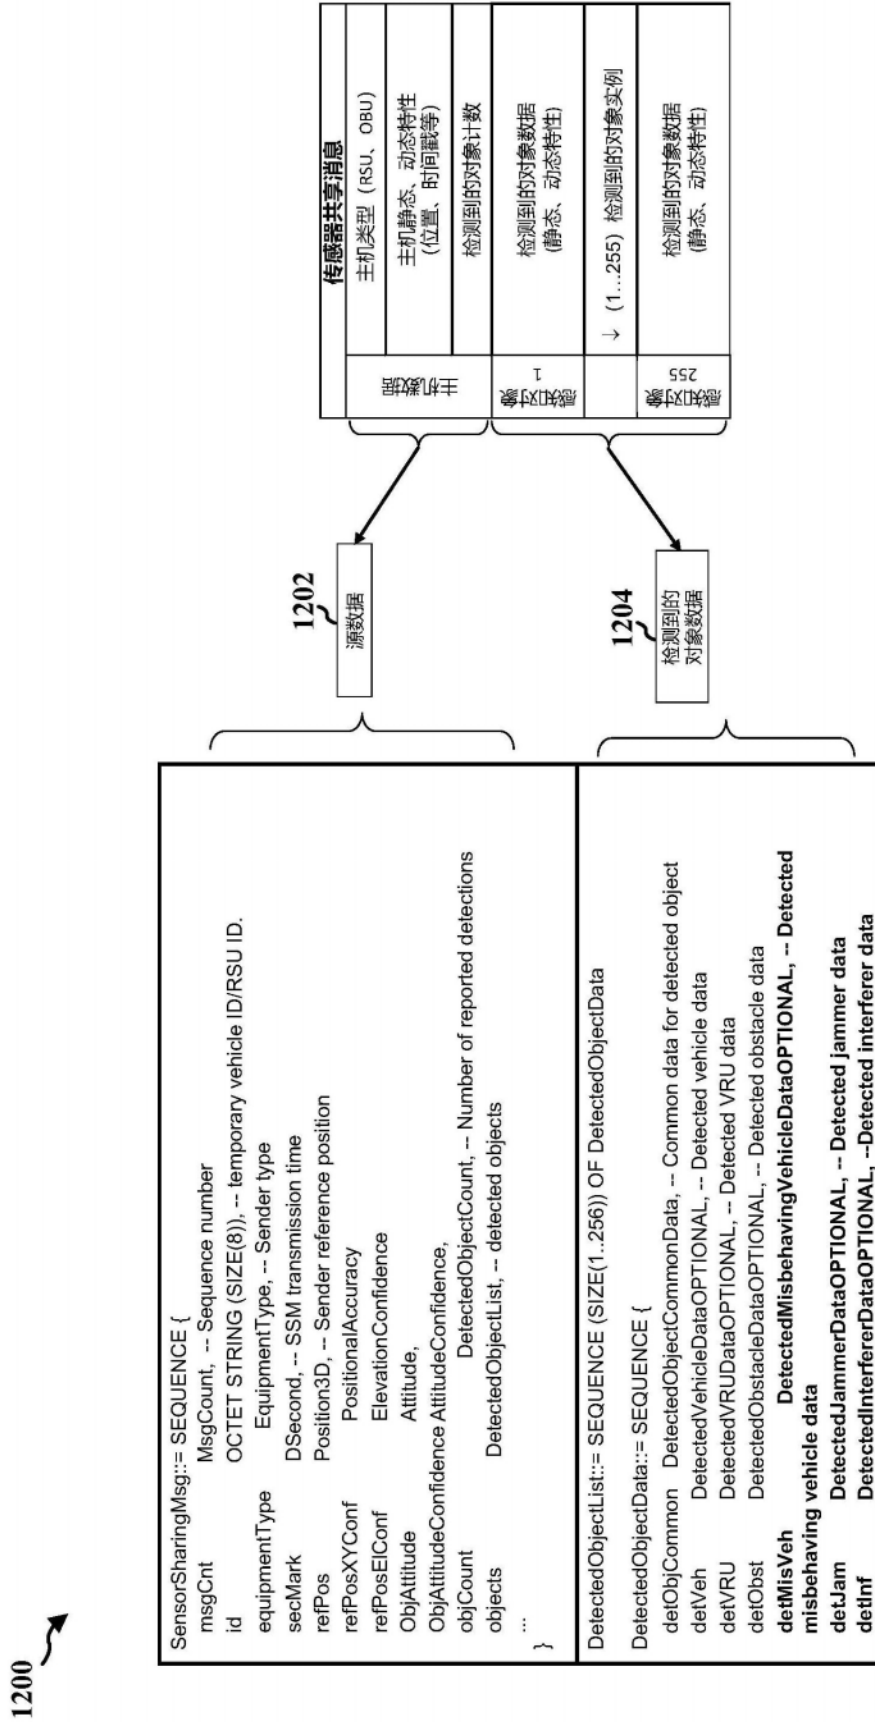 1200
SensorSharingMsg::= SEQUENCE {
msgCnt MsgCount, -- Sequence number
id OCTET STRING (SIZE(8)), -- temporary vehicle ID/RSU ID.
equipmentType EquipmentType, -- Sender type
secMark DSecond, -- SSM transmission time
refPos Position3D, -- Sender reference position
refPosXYConf PositionalAccuracy
refPosElConf ElevationConfidence
ObjAttitude Attitude,
ObjAttitudeConfidence AttitudeConfidence,
objCount DetectedObjectCount, -- Number of reported detections
objects DetectedObjectList, -- detected objects
...
}
DetectedObjectList::= SEQUENCE (SIZE(1..256)) OF DetectedObjectData
DetectedObjectData::= SEQUENCE {
detObjCommon DetectedObjectCommonData, -- Common data for detected object
detVeh DetectedVehicleDataOPTIONAL, -- Detected vehicle data
detVRU DetectedVRUDataOPTIONAL, -- Detected VRU data
detObst DetectedObstacleDataOPTIONAL, -- Detected obstacle data
detMisVeh DetectedMisbehavingVehicleDataOPTIONAL, -- Detected
misbehaving vehicle data
detJam DetectedJammerDataOPTIONAL, -- Detected jammer data
detInf DetectedInterfererDataOPTIONAL, --Detected interferer data
1202
源数据
1204
检测到的
对象数据
传感器共享消息
主机数据
主机类型 (RSU、OBU)
主机静态、动态特性
(位置、时间戳等)
检测到的对象计数
感知对象
1
检测到的对象数据
(静态、动态特性)
↓ (1...255) 检测到的对象实例
感知对象
255
检测到的对象数据
(静态、动态特性)